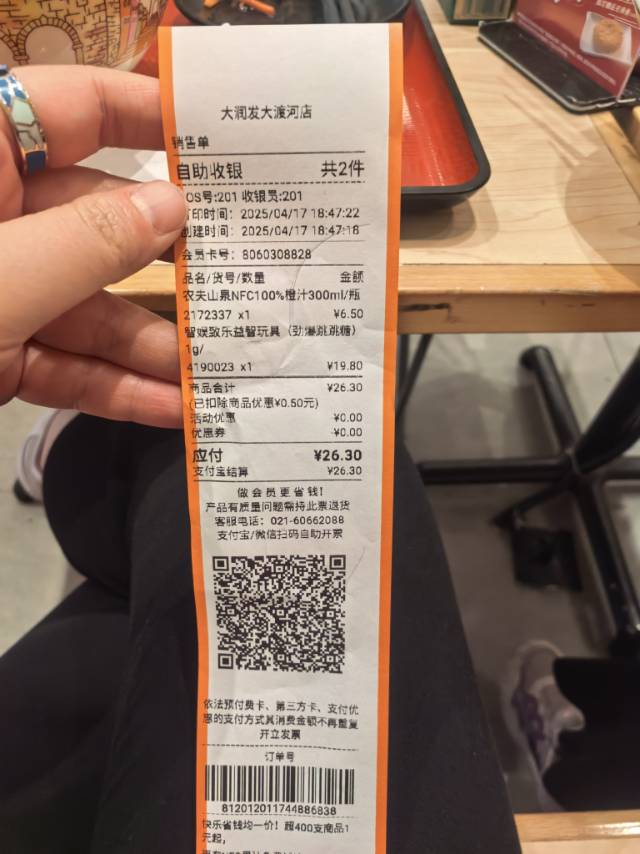 大润发大渡河店
销售单
自助收银 共2件
OS号:201 收银员:201
打印时间: 2025/04/17 18:47:22
创建时间: 2025/04/17 18:47:18
会员卡号: 8060308828
品名/货号/数量 金额
农夫山泉NFC100%橙汁300ml/瓶
2172337 x1 ¥6.50
智娱致乐益智玩具 (劲爆跳跳糖)
1g/
4190023 x1 ¥19.80
商品合计 ¥26.30
(已扣除商品优惠¥0.50元)
活动优惠 -¥0.00
优惠券 -¥0.00
应付 ¥26.30
支付宝结算 ¥26.30
做会员更省钱!
产品有质量问题需持此票退货
客服电话: 021-60662088
支付宝/微信扫码自助开票
依法预付费卡、第三方卡、支付优
惠的支付方式其消费金额不再重复
开立发票
订单号
812012011744886838
快乐省钱均一价! 超400支商品1
元起,